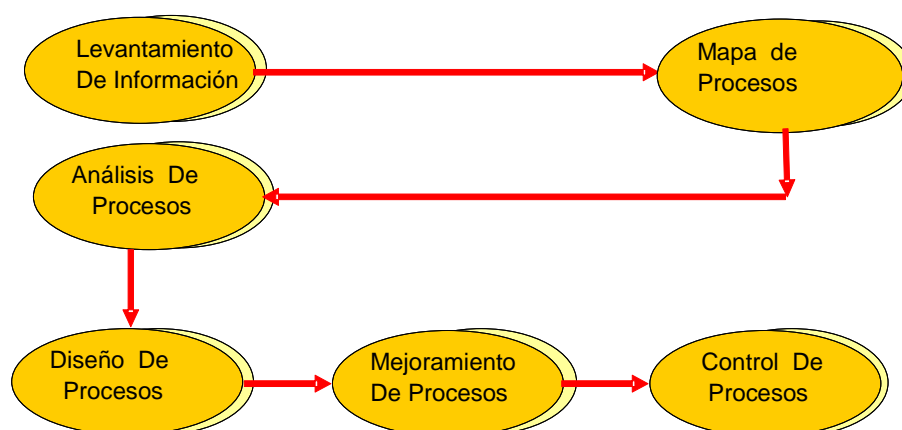 Levantamiento
De Información
Mapa de
Procesos
Análisis De
Procesos
Diseño De
Procesos
Mejoramiento
De Procesos
Control De
Procesos